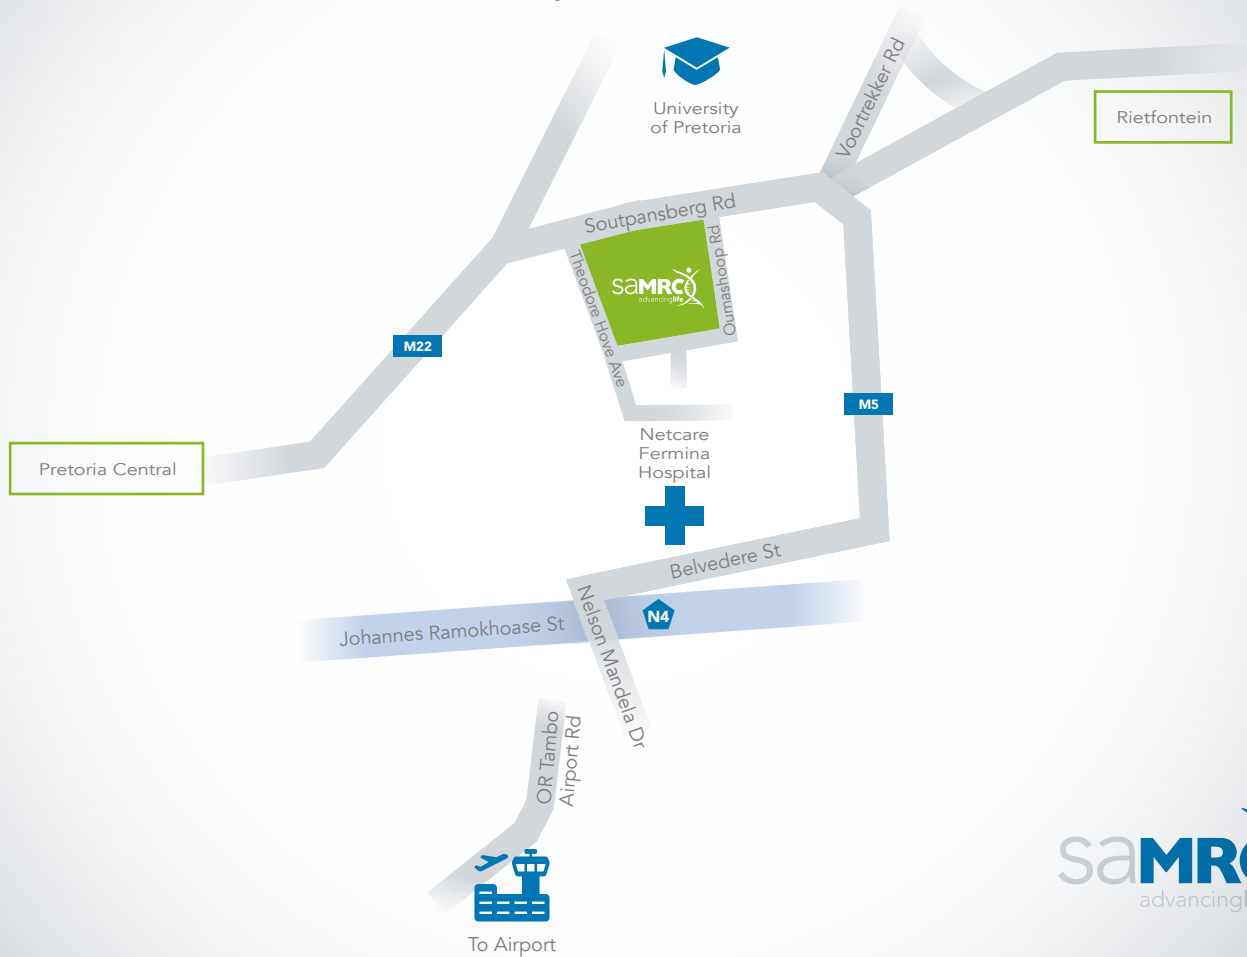 University
of Pretoria
Voortrekker Rd
Rietfontein
Soutpansberg Rd
Theodore Hove Ave
Oumashoop Rd
saMRC
advancinglife
M22
M5
Pretoria Central
Netcare
Fermina
Hospital
Belvedere St
N4
Johannes Ramokhoase St
Nelson Mandela Dr
OR Tambo
Airport Rd
To Airport
saMRC
advancingl